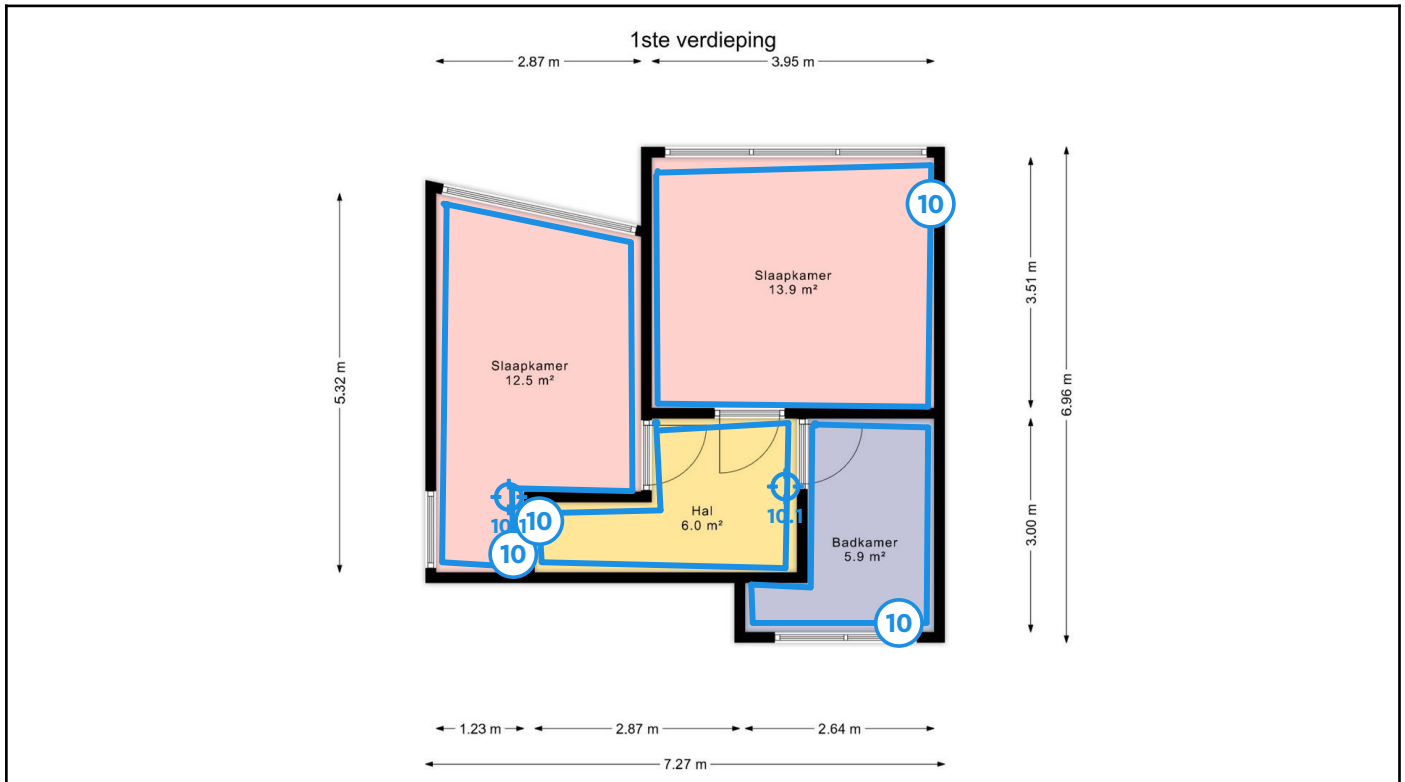 1ste verdieping
2.87 m
3.95 m
10
Slaapkamer
13.9 m²
3.51 m
Slaapkamer
12.5 m²
5.32 m
6.96 m
Hal
6.0 m²
10.1
10.1
10
10
Badkamer
5.9 m²
3.00 m
10
1.23 m
2.87 m
2.64 m
7.27 m